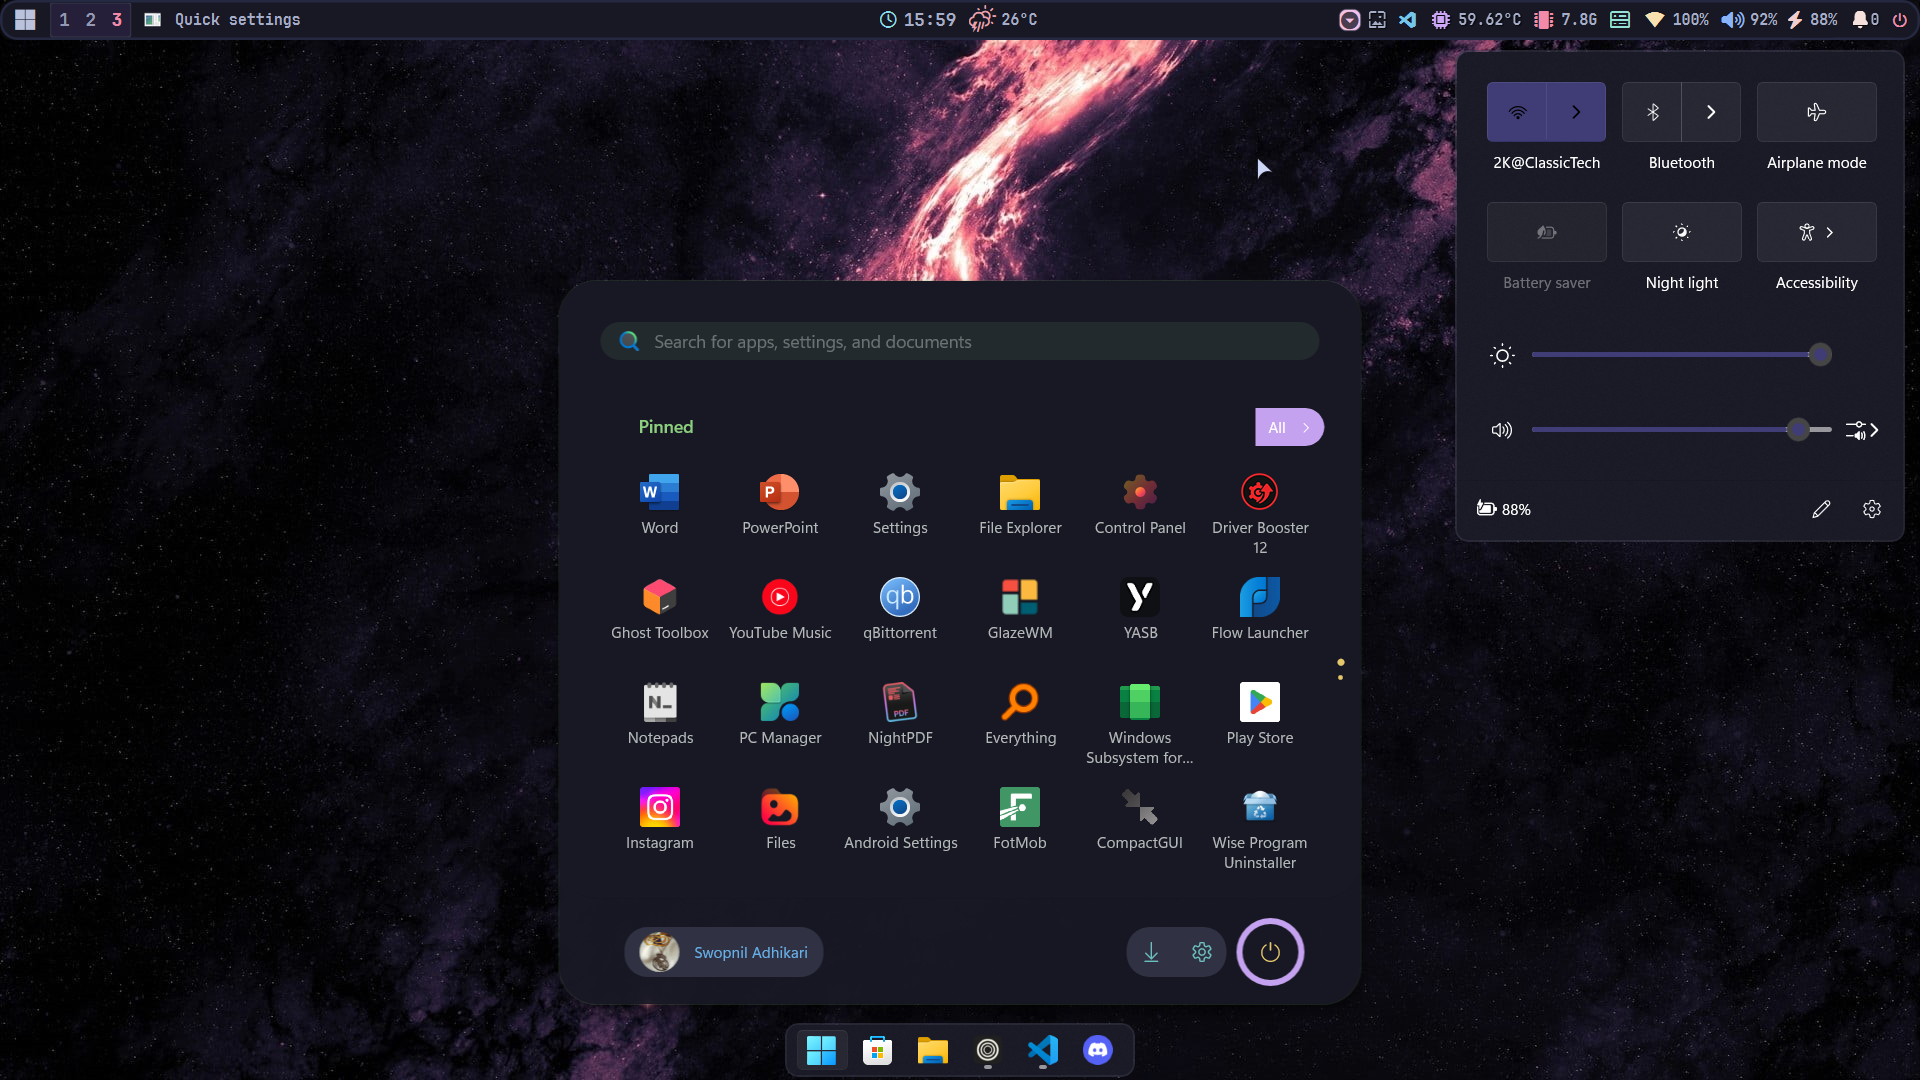 1 2 3 Quick settings 15:59 26°C 59.62°C 7.8G 100% 92% 88% 0
2K@ClassicTech Bluetooth Airplane mode
Battery saver Night light Accessibility
88%
Search for apps, settings, and documents
Pinned All
Word PowerPoint Settings File Explorer Control Panel Driver Booster
12
Ghost Toolbox YouTube Music qBittorrent GlazeWM YASB Flow Launcher
Notepads PC Manager NightPDF Everything Windows Play Store
Subsystem for...
Instagram Files Android Settings FotMob CompactGUI Wise Program
Uninstaller
Swopnil Adhikari